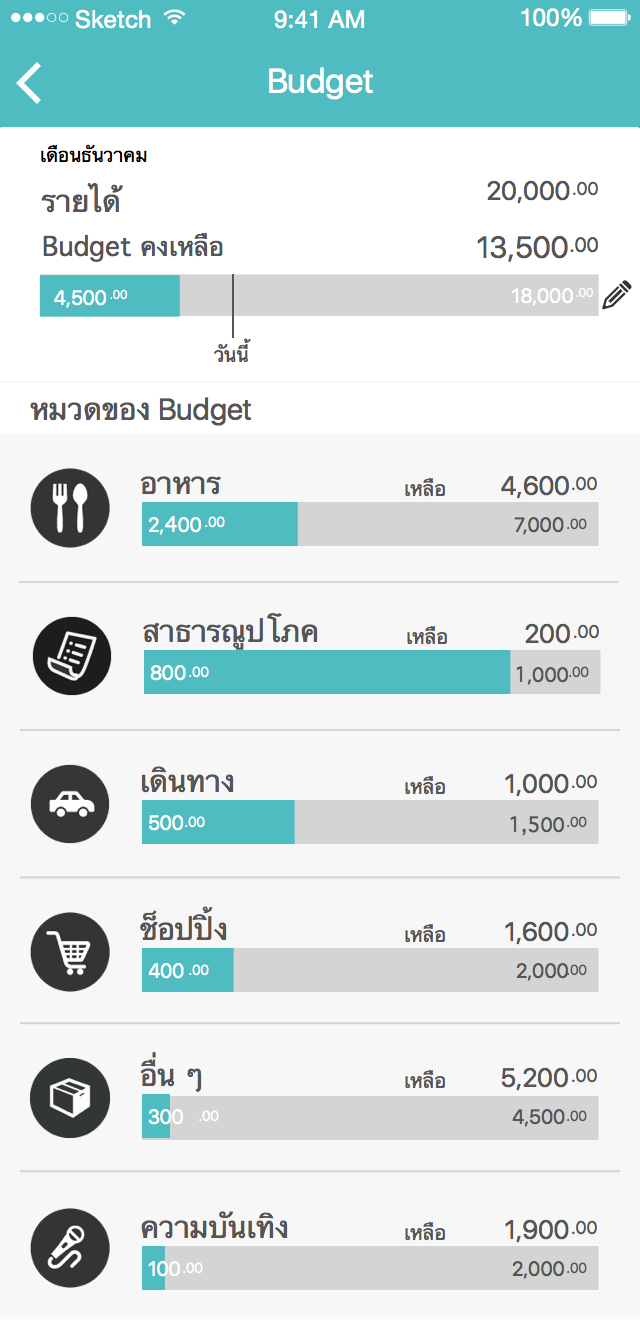 Sketch 9:41 AM 100%
Budget
เดือนธันวาคม
รายได้ 20,000.00
Budget คงเหลือ 13,500.00
4,500.00 18,000.00
วันนี้
หมวดของ Budget
อาหาร เหลือ 4,600.00
2,400.00 7,000.00
สาธารณูปโภค เหลือ 200.00
800.00 1,000.00
เดินทาง เหลือ 1,000.00
500.00 1,500.00
ช็อปปิ้ง เหลือ 1,600.00
400.00 2,000.00
อื่น ๆ เหลือ 5,200.00
300.00 4,500.00
ความบันเทิง เหลือ 1,900.00
100.00 2,000.00